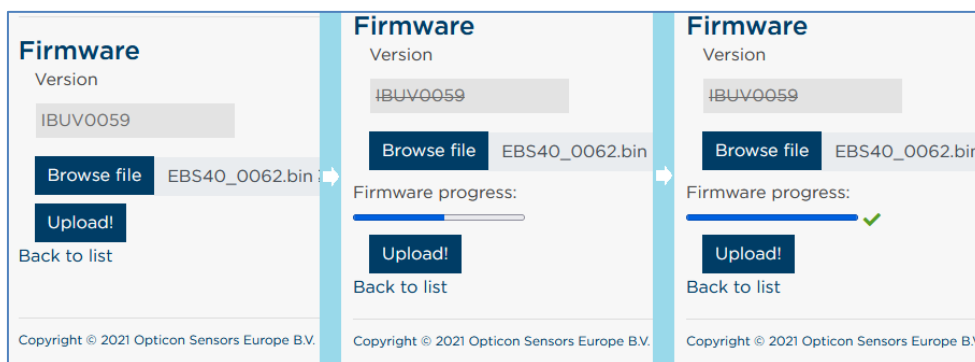 Firmware
Version
IBUV0059
Browse file EBS40_0062.bin
Upload!
Back to list
Copyright © 2021 Opticon Sensors Europe B.V.
Firmware
Version
IBUV0059
Browse file EBS40_0062.bin
Firmware progress:
Upload!
Back to list
Copyright © 2021 Opticon Sensors Europe B.V.
Firmware
Version
IBUV0059
Browse file EBS40_0062.bin
Firmware progress:
Upload!
Back to list
Copyright © 2021 Opticon Sensors Europe B.